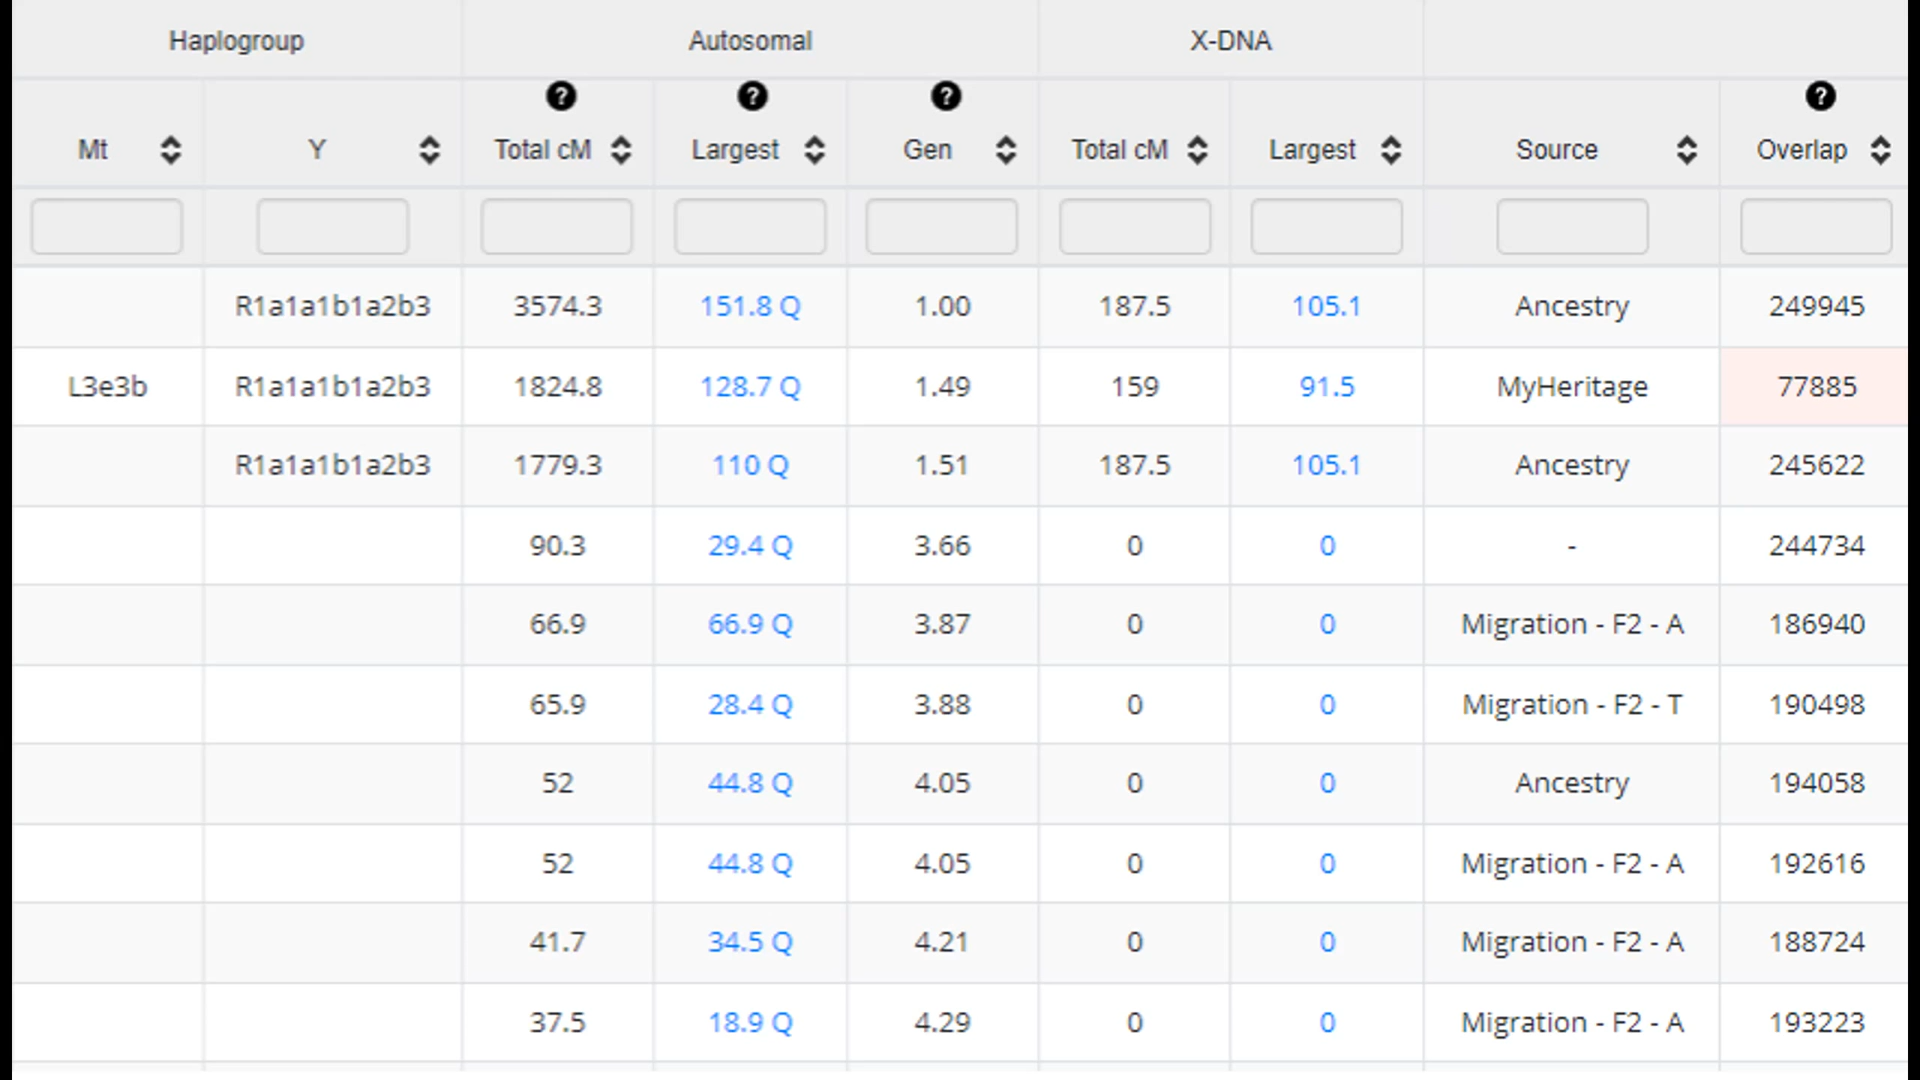 Haplogroup Autosomal X-DNA
? ? ? ?
Mt Y Total cM Largest Gen Total cM Largest Source Overlap
R1a1a1b1a2b3 3574.3 151.8 Q 1.00 187.5 105.1 Ancestry 249945
L3e3b R1a1a1b1a2b3 1824.8 128.7 Q 1.49 159 91.5 MyHeritage 77885
R1a1a1b1a2b3 1779.3 110 Q 1.51 187.5 105.1 Ancestry 245622
90.3 29.4 Q 3.66 0 0 - 244734
66.9 66.9 Q 3.87 0 0 Migration - F2 - A 186940
65.9 28.4 Q 3.88 0 0 Migration - F2 - T 190498
52 44.8 Q 4.05 0 0 Ancestry 194058
52 44.8 Q 4.05 0 0 Migration - F2 - A 192616
41.7 34.5 Q 4.21 0 0 Migration - F2 - A 188724
37.5 18.9 Q 4.29 0 0 Migration - F2 - A 193223